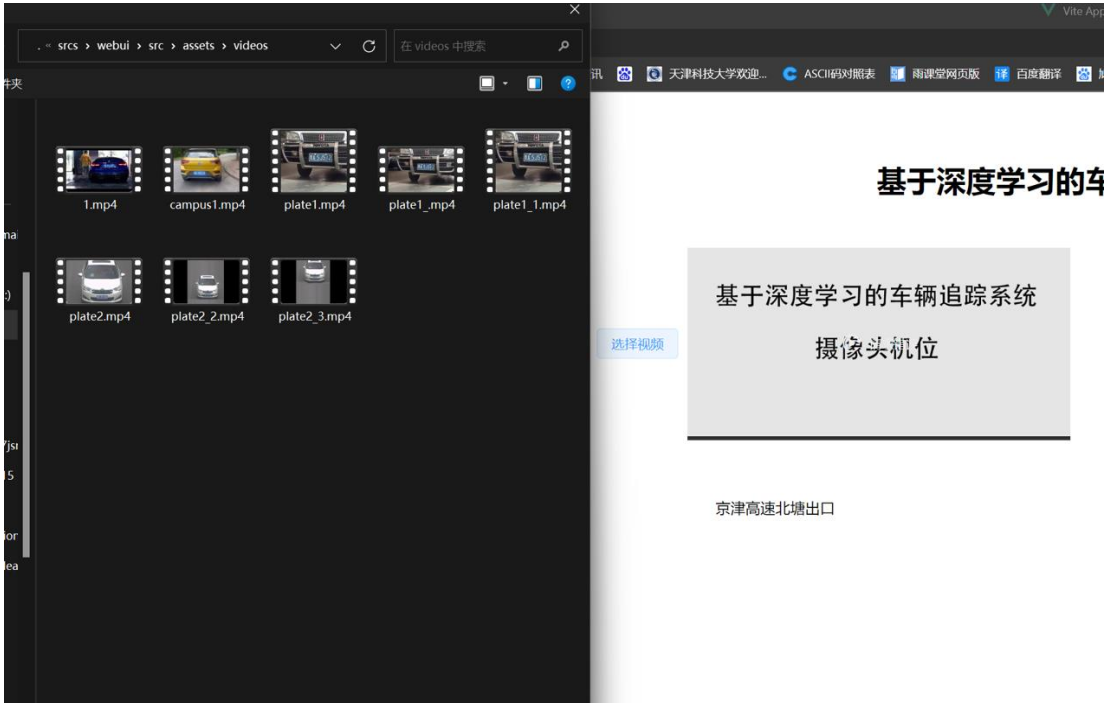 Vite App
srcs › webui › src › assets › videos
在 videos 中搜索
件夹
讯
天津科技大学欢迎...
ASCII码对照表
雨课堂网页版
译 百度翻译
1.mp4
campus1.mp4
plate1.mp4
plate1_.mp4
plate1_1.mp4
plate2.mp4
plate2_2.mp4
plate2_3.mp4
基于深度学习的车
选择视频
基于深度学习的车辆追踪系统
摄像头机位
京津高速北塘出口